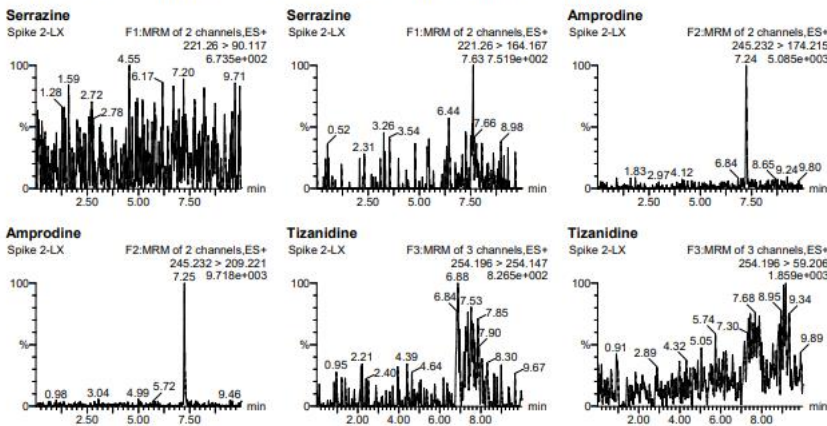 Serrazine
Spike 2-LX
F1:MRM of 2 channels,ES+
221.26 > 90.117
6.735e+002
4.55
100
1.59
6.17
7.20
9.71
1.28
2.72
2.78
%
0
2.50
5.00
7.50
min
Serrazine
Spike 2-LX
F1:MRM of 2 channels,ES+
221.26 > 164.167
7.63
7.519e+002
100
6.44
0.52
3.26
3.54
7.66
8.98
2.31
%
0
2.50
5.00
7.50
min
Amprodine
Spike 2-LX
F2:MRM of 2 channels,ES+
245.232 > 174.215
7.24
5.085e+003
100
%
1.83
2.97
4.12
6.84
8.65
9.24
9.80
0
2.50
5.00
7.50
min
Amprodine
Spike 2-LX
F2:MRM of 2 channels,ES+
245.232 > 209.221
7.25
9.718e+003
100
%
0.98
3.04
4.99
5.72
9.46
0
2.50
5.00
7.50
min
Tizanidine
Spike 2-LX
F3:MRM of 3 channels,ES+
254.196 > 254.147
6.88
8.265e+002
100
6.84
7.53
7.85
7.90
%
0.95
2.21
2.40
4.39
4.64
8.30
9.67
0
2.00
4.00
6.00
8.00
min
Tizanidine
Spike 2-LX
F3:MRM of 3 channels,ES+
254.196 > 59.206
1.859e+003
100
7.68
8.95
9.34
5.74
7.30
0.91
2.89
4.32
5.05
9.89
%
0
2.00
4.00
6.00
8.00
min